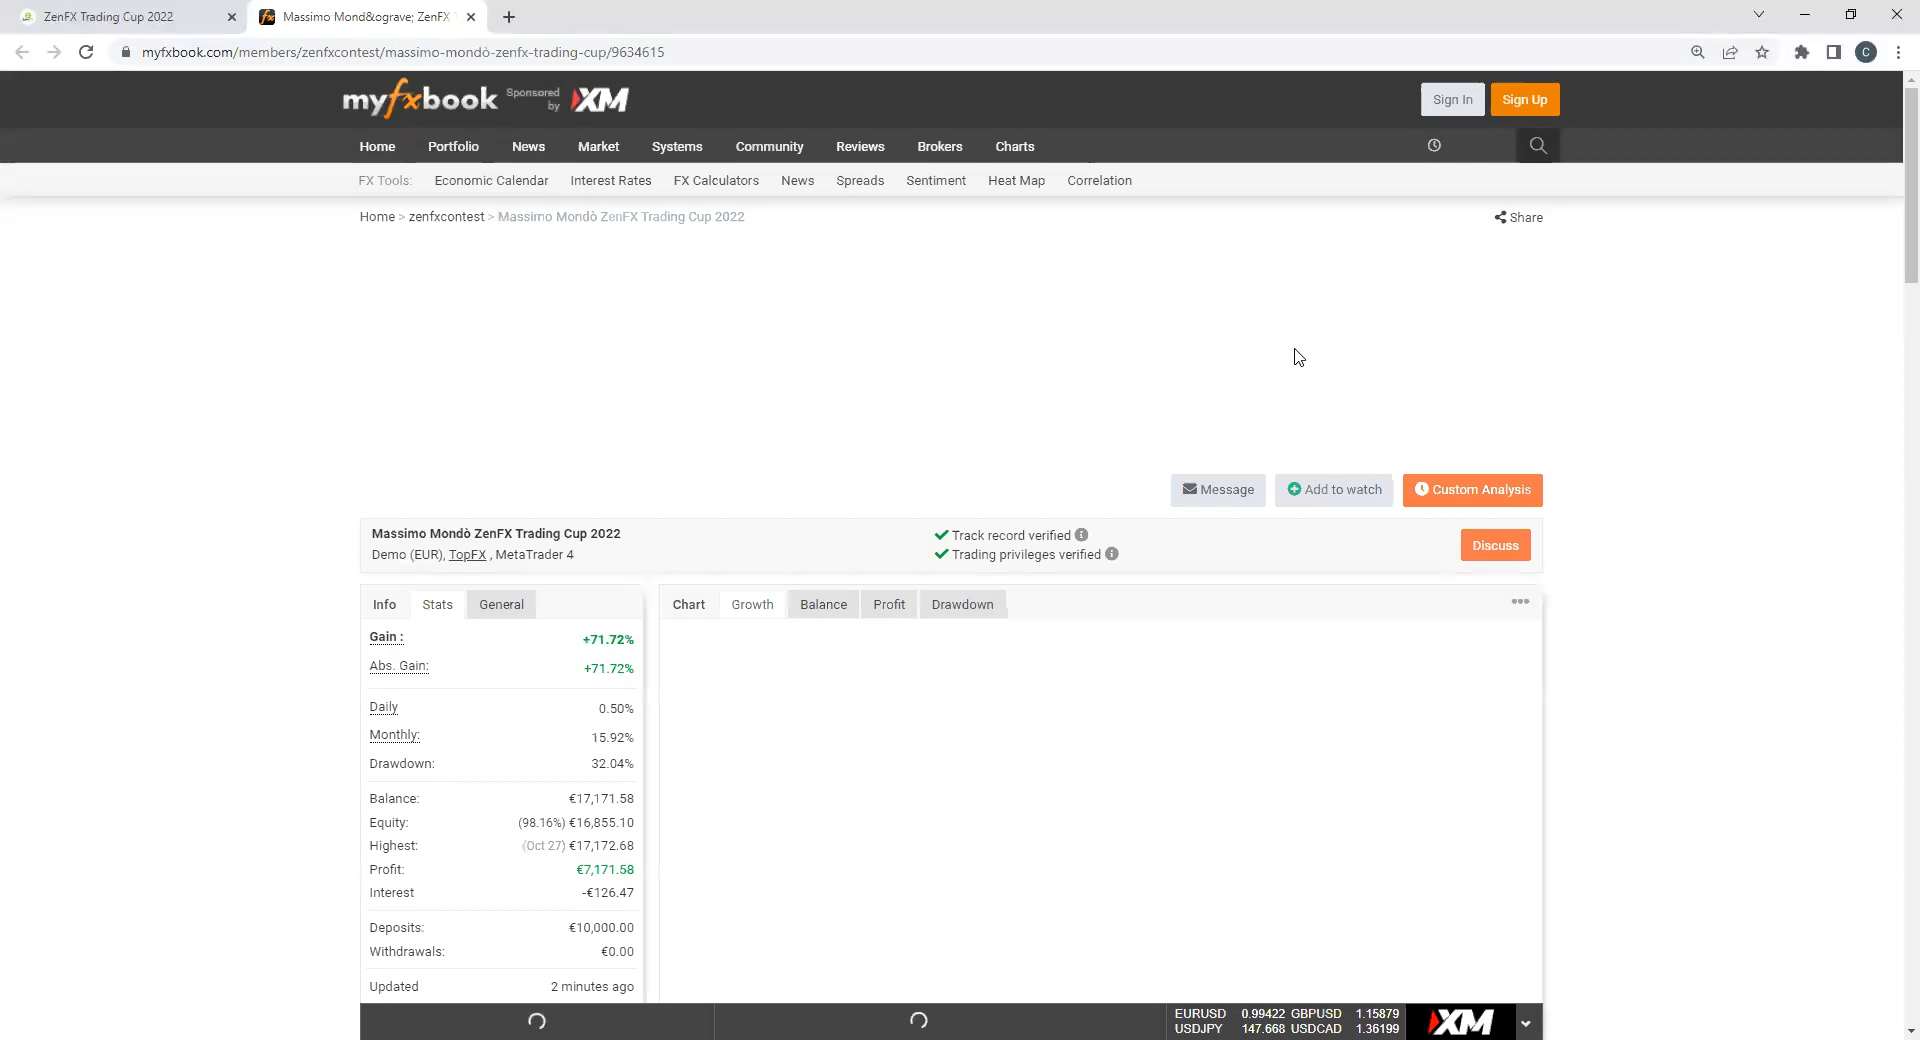 ZenFX Trading Cup 2022
Massimo Mond&ograve; ZenFX
myfxbook.com/members/zenfxcontest/massimo-mondò-zenfx-trading-cup/9634615
C
myfxbook Sponsored by XM
Sign In Sign Up
Home Portfolio News Market Systems Community Reviews Brokers Charts
FX Tools: Economic Calendar Interest Rates FX Calculators News Spreads Sentiment Heat Map Correlation
Home > zenfxcontest > Massimo Mondò ZenFX Trading Cup 2022
Share
Message Add to watch Custom Analysis
Massimo Mondò ZenFX Trading Cup 2022
Demo (EUR), TopFX , MetaTrader 4
Track record verified
Trading privileges verified
Discuss
Info Stats General
Gain : +71.72%
Abs. Gain: +71.72%
Daily 0.50%
Monthly: 15.92%
Drawdown: 32.04%
Balance: €17,171.58
Equity: (98.16%) €16,855.10
Highest: (Oct 27) €17,172.68
Profit: €7,171.58
Interest -€126.47
Deposits: €10,000.00
Withdrawals: €0.00
Updated 2 minutes ago
Chart Growth Balance Profit Drawdown
EURUSD 0.99422 GBPUSD 1.15879
USDJPY 147.668 USDCAD 1.36199
XM